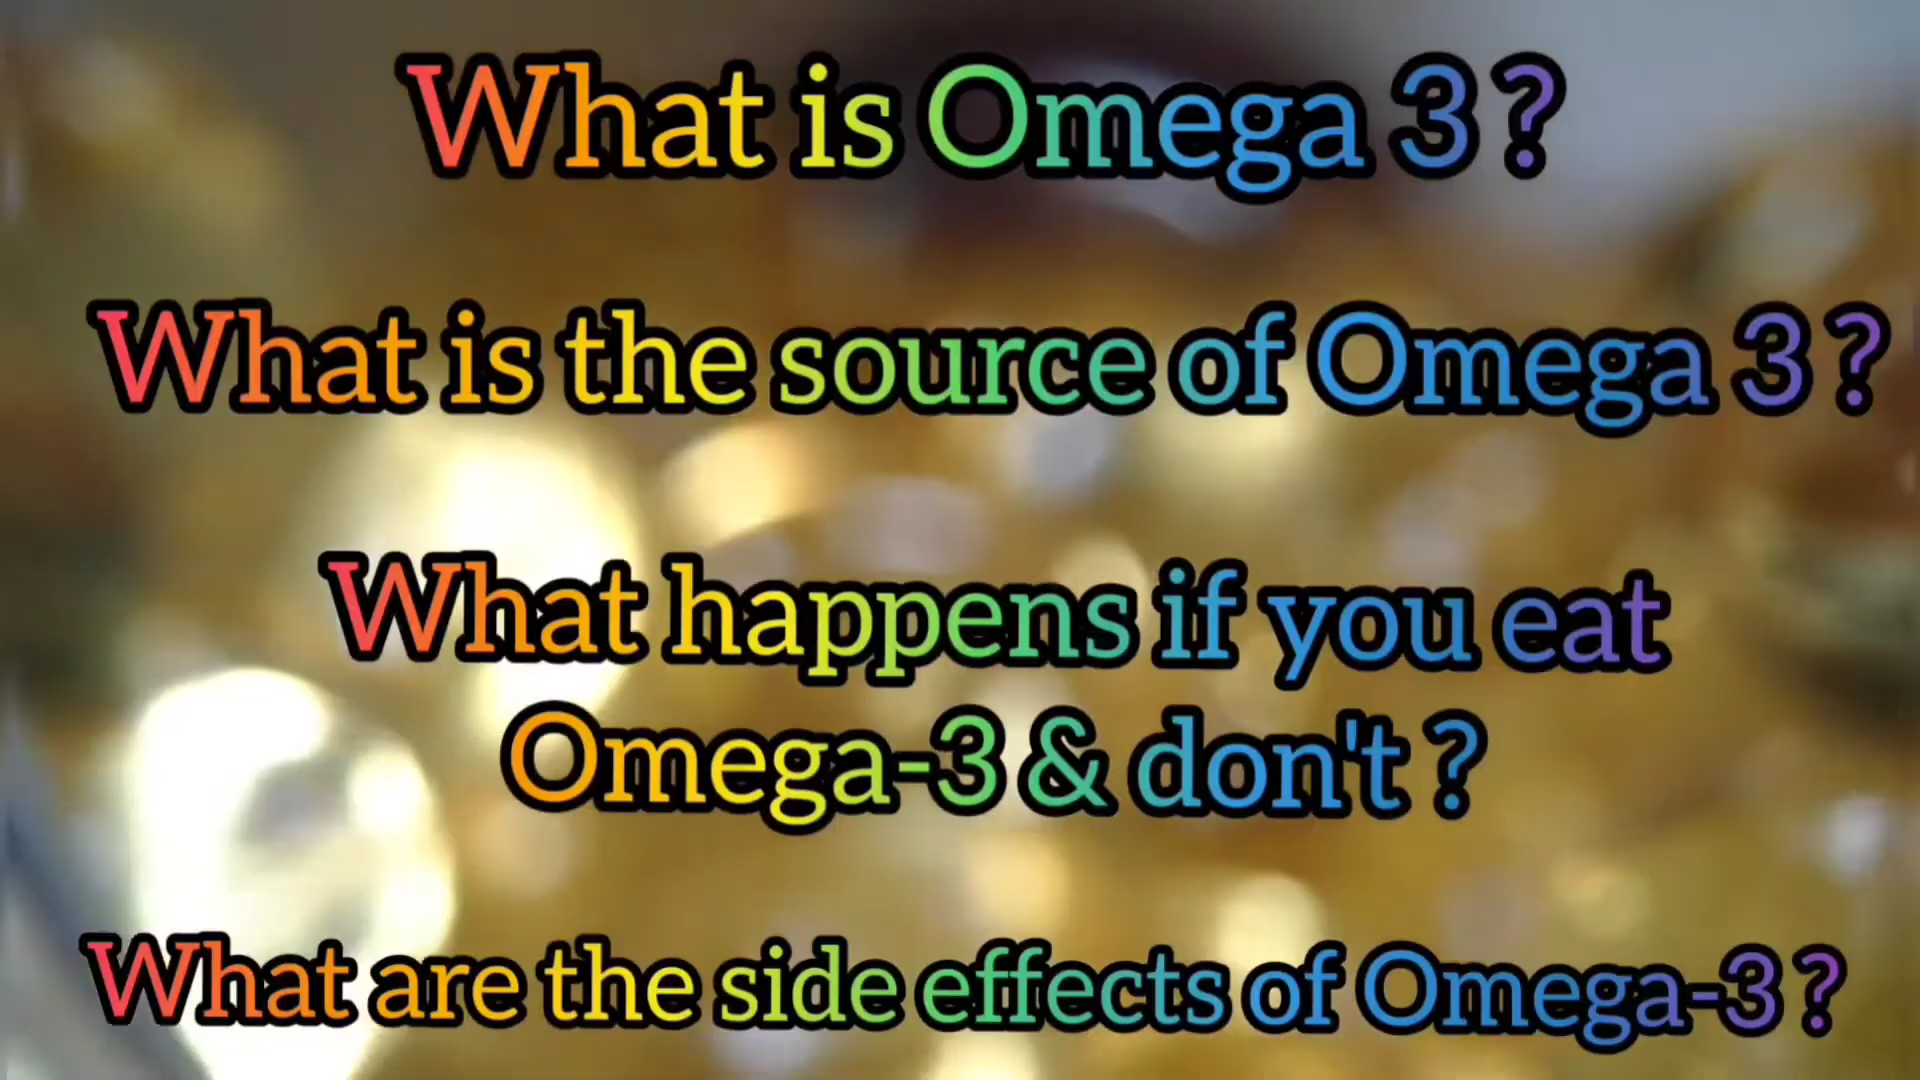 What is Omega 3 ?
What is the source of Omega 3 ?
What happens if you eat
Omega-3 & don't ?
What are the side effects of Omega-3 ?